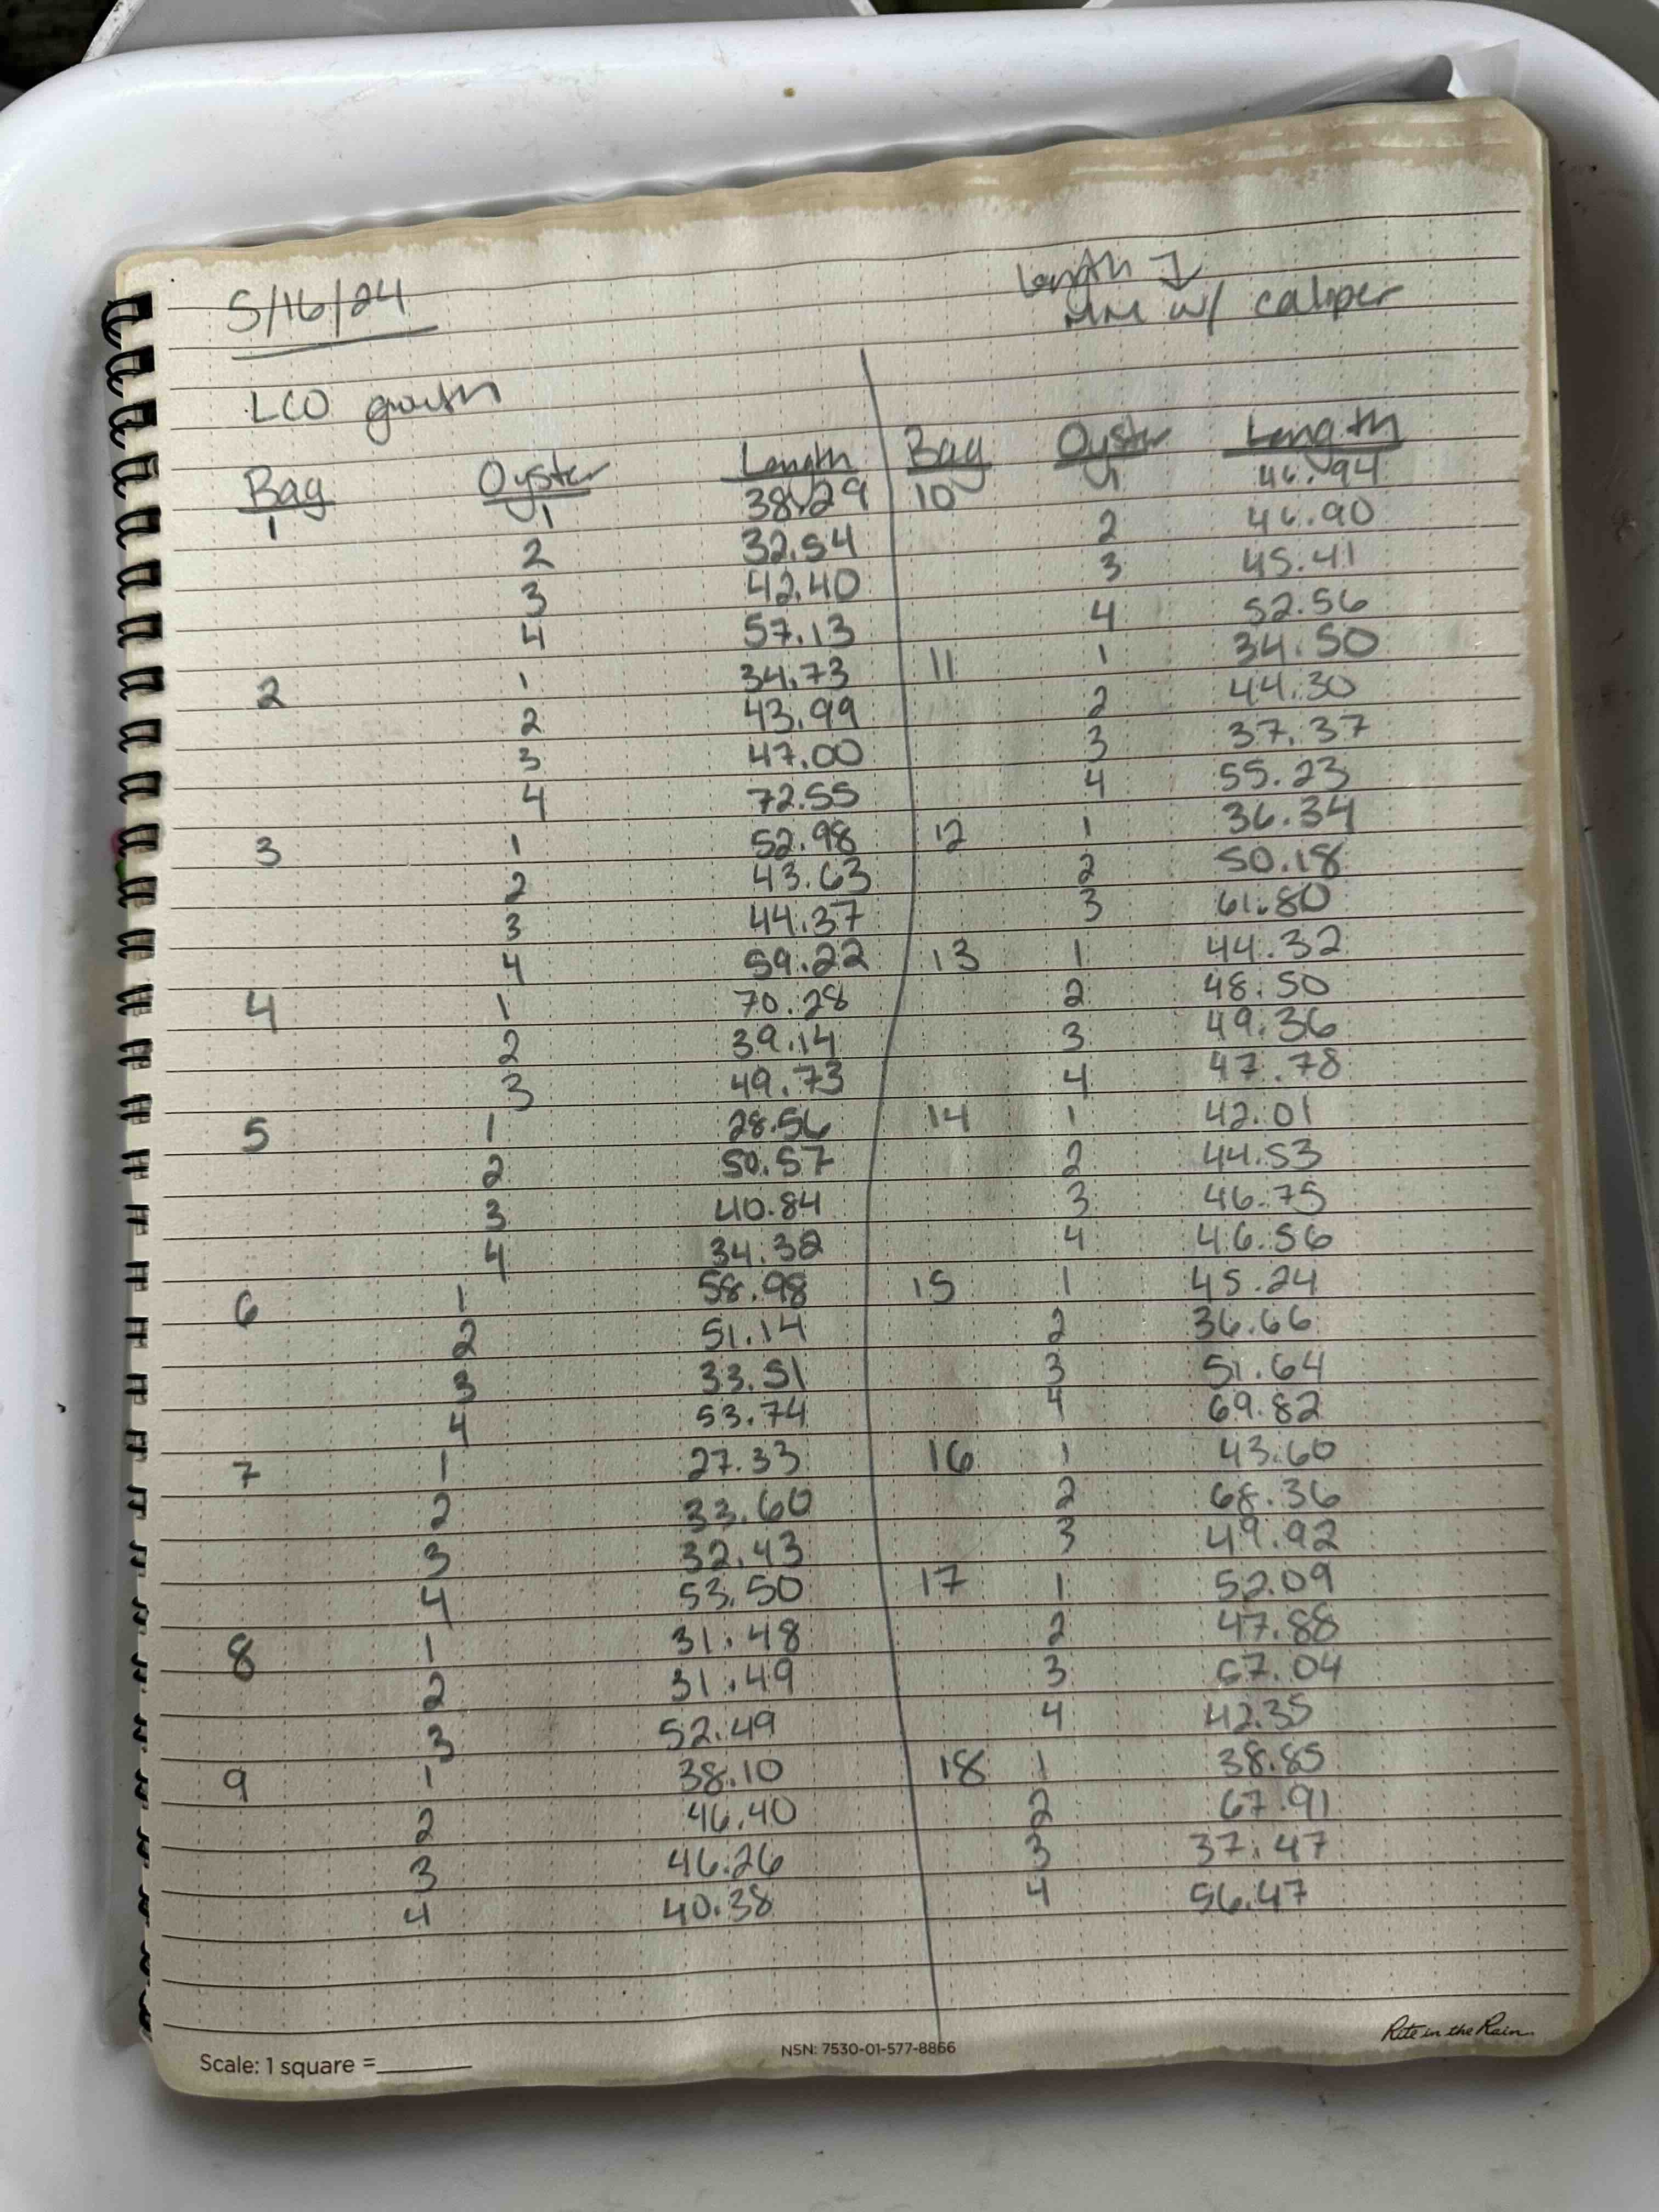 5/16/24
length ↓
mm w/ caliper
LCO growth
Bag Oyster Length
1 1 38.29
2 32.54
3 42.40
4 57.13
2 1 34.73
2 43.99
3 47.00
4 72.55
3 1 52.98
2 43.63
3 44.37
4 59.22
4 1 70.28
2 39.14
3 49.73
5 1 28.56
2 50.57
3 40.84
4 34.38
6 1 58.98
2 51.14
3 33.51
4 53.74
7 1 27.33
2 33.60
3 32.43
4 53.50
8 1 31.48
2 31.49
3 52.49
9 1 38.10
2 46.40
3 46.26
4 40.38
Bag Oyster Length
10 1 46.94
2 46.90
3 45.41
4 52.56
11 1 34.50
2 44.30
3 37.37
4 55.23
12 1 36.34
2 50.18
3 61.80
13 1 44.32
2 48.50
3 49.36
4 47.78
14 1 42.01
2 44.53
3 46.75
4 46.56
15 1 45.24
2 36.66
3 51.64
4 69.82
16 1 43.60
2 68.36
3 49.92
17 1 52.09
2 47.88
3 67.04
4 42.35
18 1 38.85
2 67.91
3 37.47
4 56.47
Scale: 1 square =
NSN: 7530-01-577-8866
Rite in the Rain